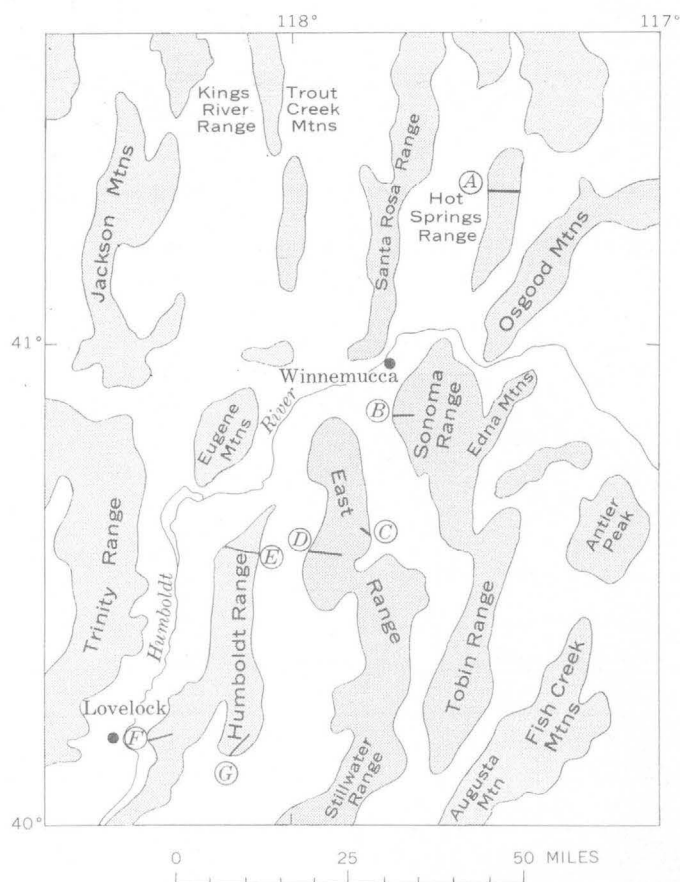 118°
117°
Kings
River
Range
Trout
Creek
Mtns
Jackson Mtns
Santa Rosa Range
A
Hot
Springs
Range
Osgood Mtns
41°
Winnemucca
River
Eugene
Mtns
B
Sonoma
Range
Edna Mtns
East
Range
C
D
E
Antler
Peak
Trinity Range
Humboldt
Humboldt Range
Tobin Range
Fish Creek
Mtns
Lovelock
F
G
Stillwater
Range
Augusta
Mtn
40°
0
25
50 MILES